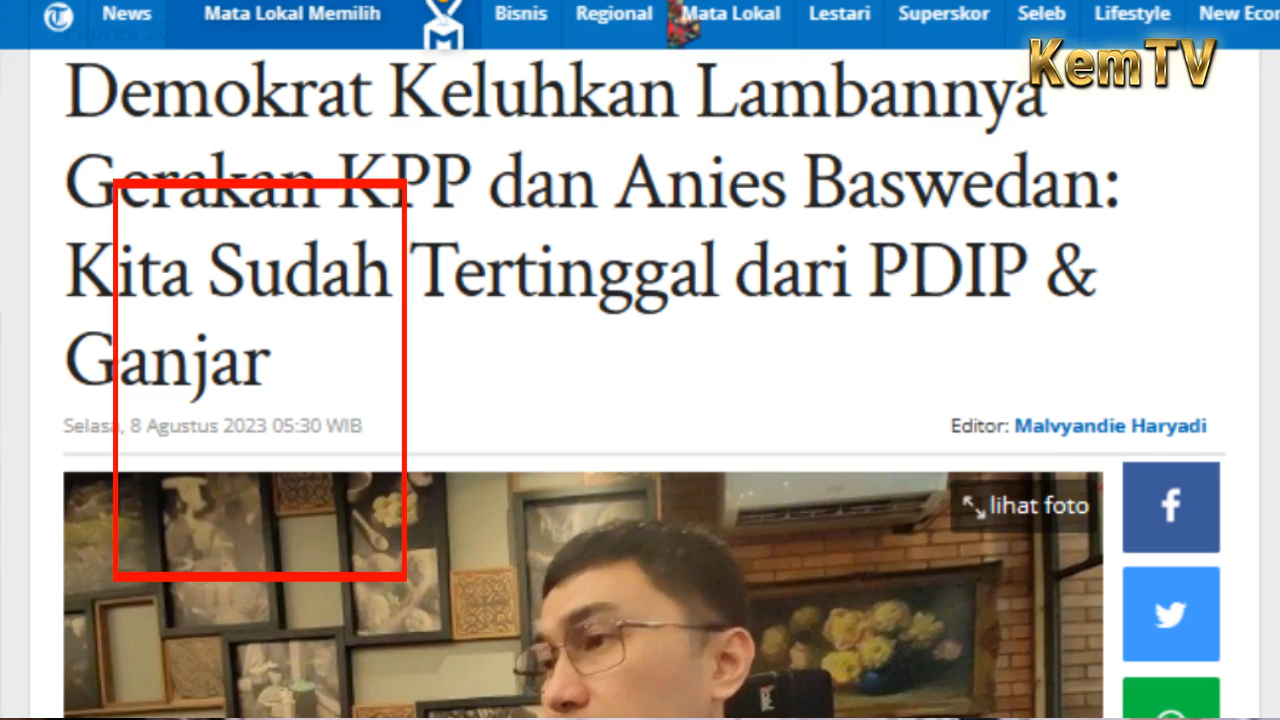 News Mata Lokal Memilih Bisnis Regional Mata Lokal Lestari Superskor Seleb Lifestyle New Econ
KemTV
Demokrat Keluhkan Lambannya
Gerakan KPP dan Anies Baswedan:
Kita Sudah Tertinggal dari PDIP &
Ganjar
Selasa, 8 Agustus 2023 05:30 WIB
Editor: Malvyandie Haryadi
lihat foto